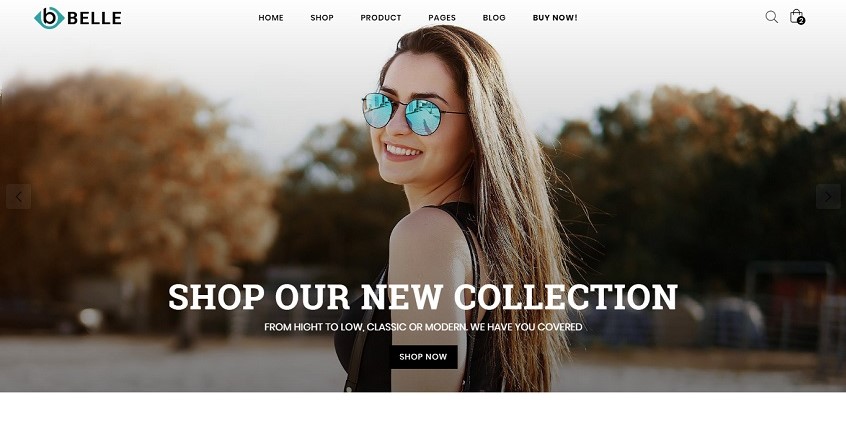 b BELLE
HOME SHOP PRODUCT PAGES BLOG BUY NOW!
2
SHOP OUR NEW COLLECTION
FROM HIGHT TO LOW, CLASSIC OR MODERN. WE HAVE YOU COVERED
SHOP NOW